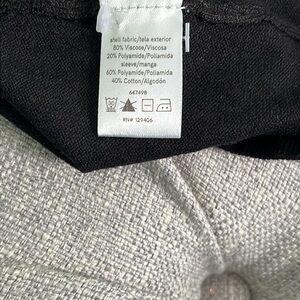 shell fabric/tela exterior
80% Viscose/Viscosa
20% Polyamide/Poliamida
sleeve/manga
60% Polyamide/Poliamida
40% Cotton/Algodón
647498
RN# 129406